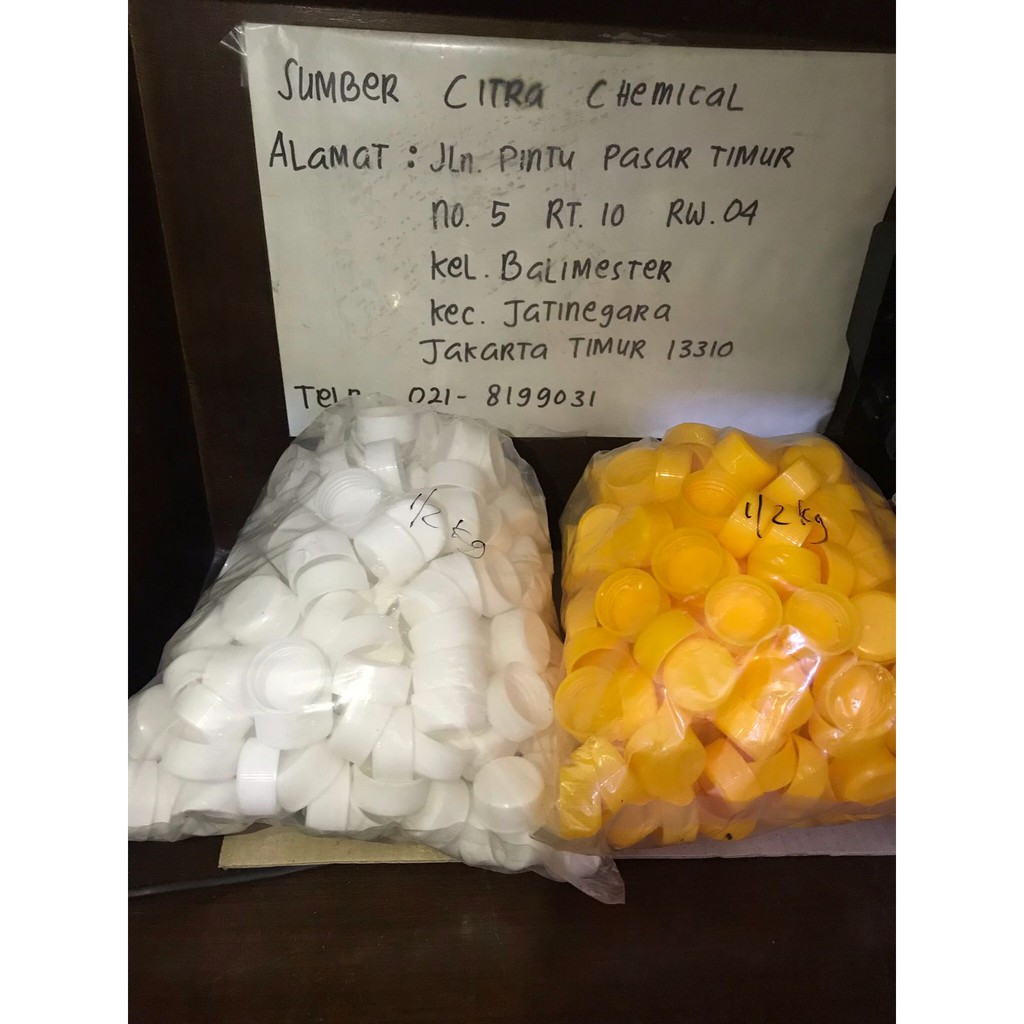 SUMBER CITRA CHEMICAL
ALAMAT : JLn. PINTU PASAR TIMUR
NO. 5 RT. 10 RW. 04
KEL. BALIMESTER
KEC. JATINEGARA
JAKARTA TIMUR 13310
TELP 021- 8199031
1/2 kg
1/2 kg